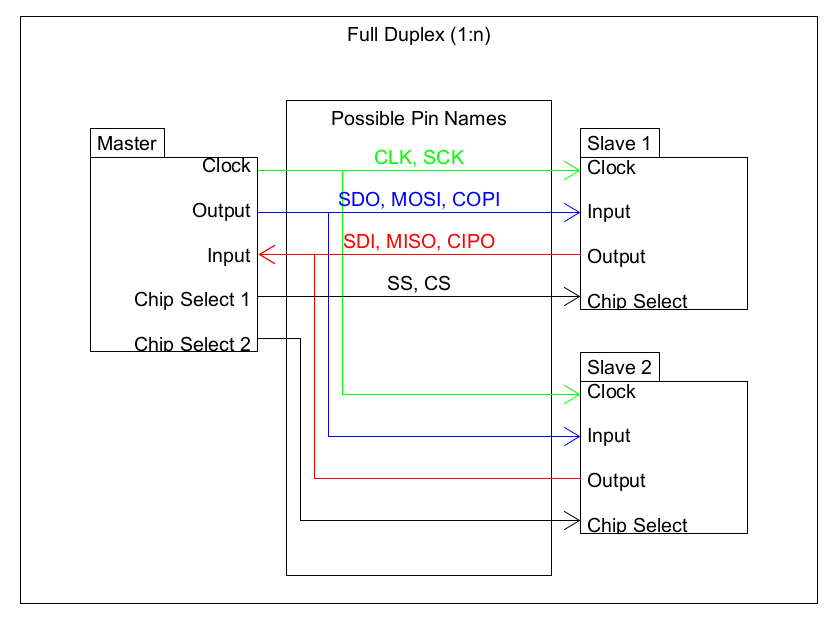 Full Duplex (1:n)
Possible Pin Names
Master
Clock
Output
Input
Chip Select 1
Chip Select 2
CLK, SCK
SDO, MOSI, COPI
SDI, MISO, CIPO
SS, CS
Slave 1
Clock
Input
Output
Chip Select
Slave 2
Clock
Input
Output
Chip Select